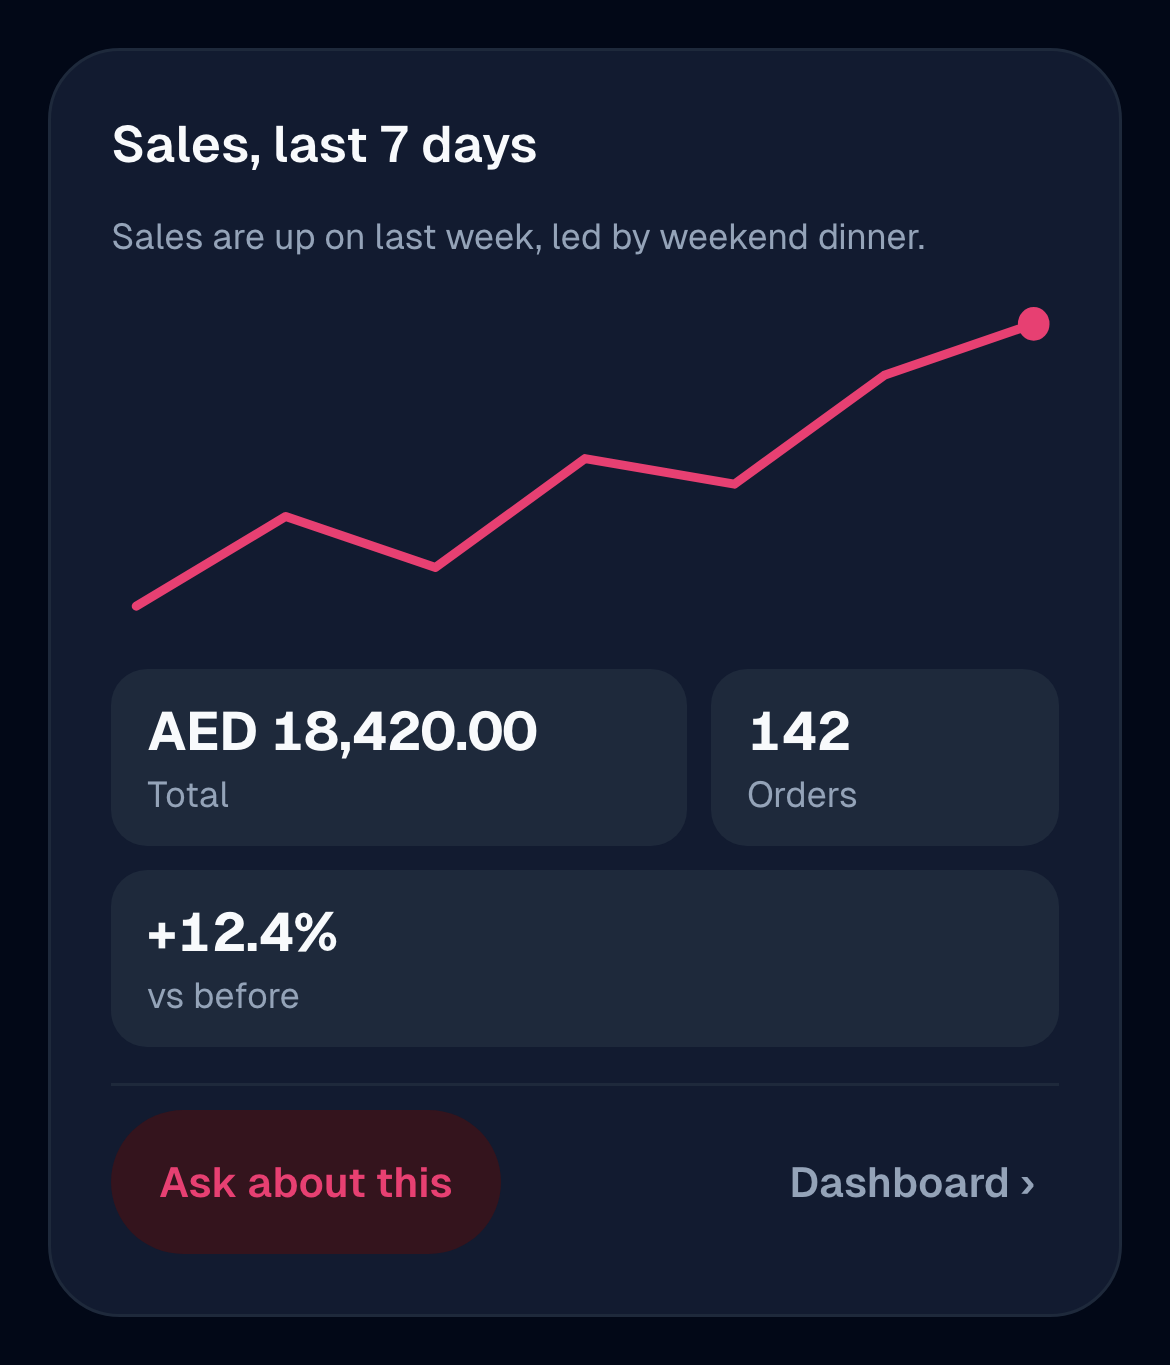 Sales, last 7 days
Sales are up on last week, led by weekend dinner.
AED 18,420.00
Total
142
Orders
+12.4%
vs before
Ask about this
Dashboard ›